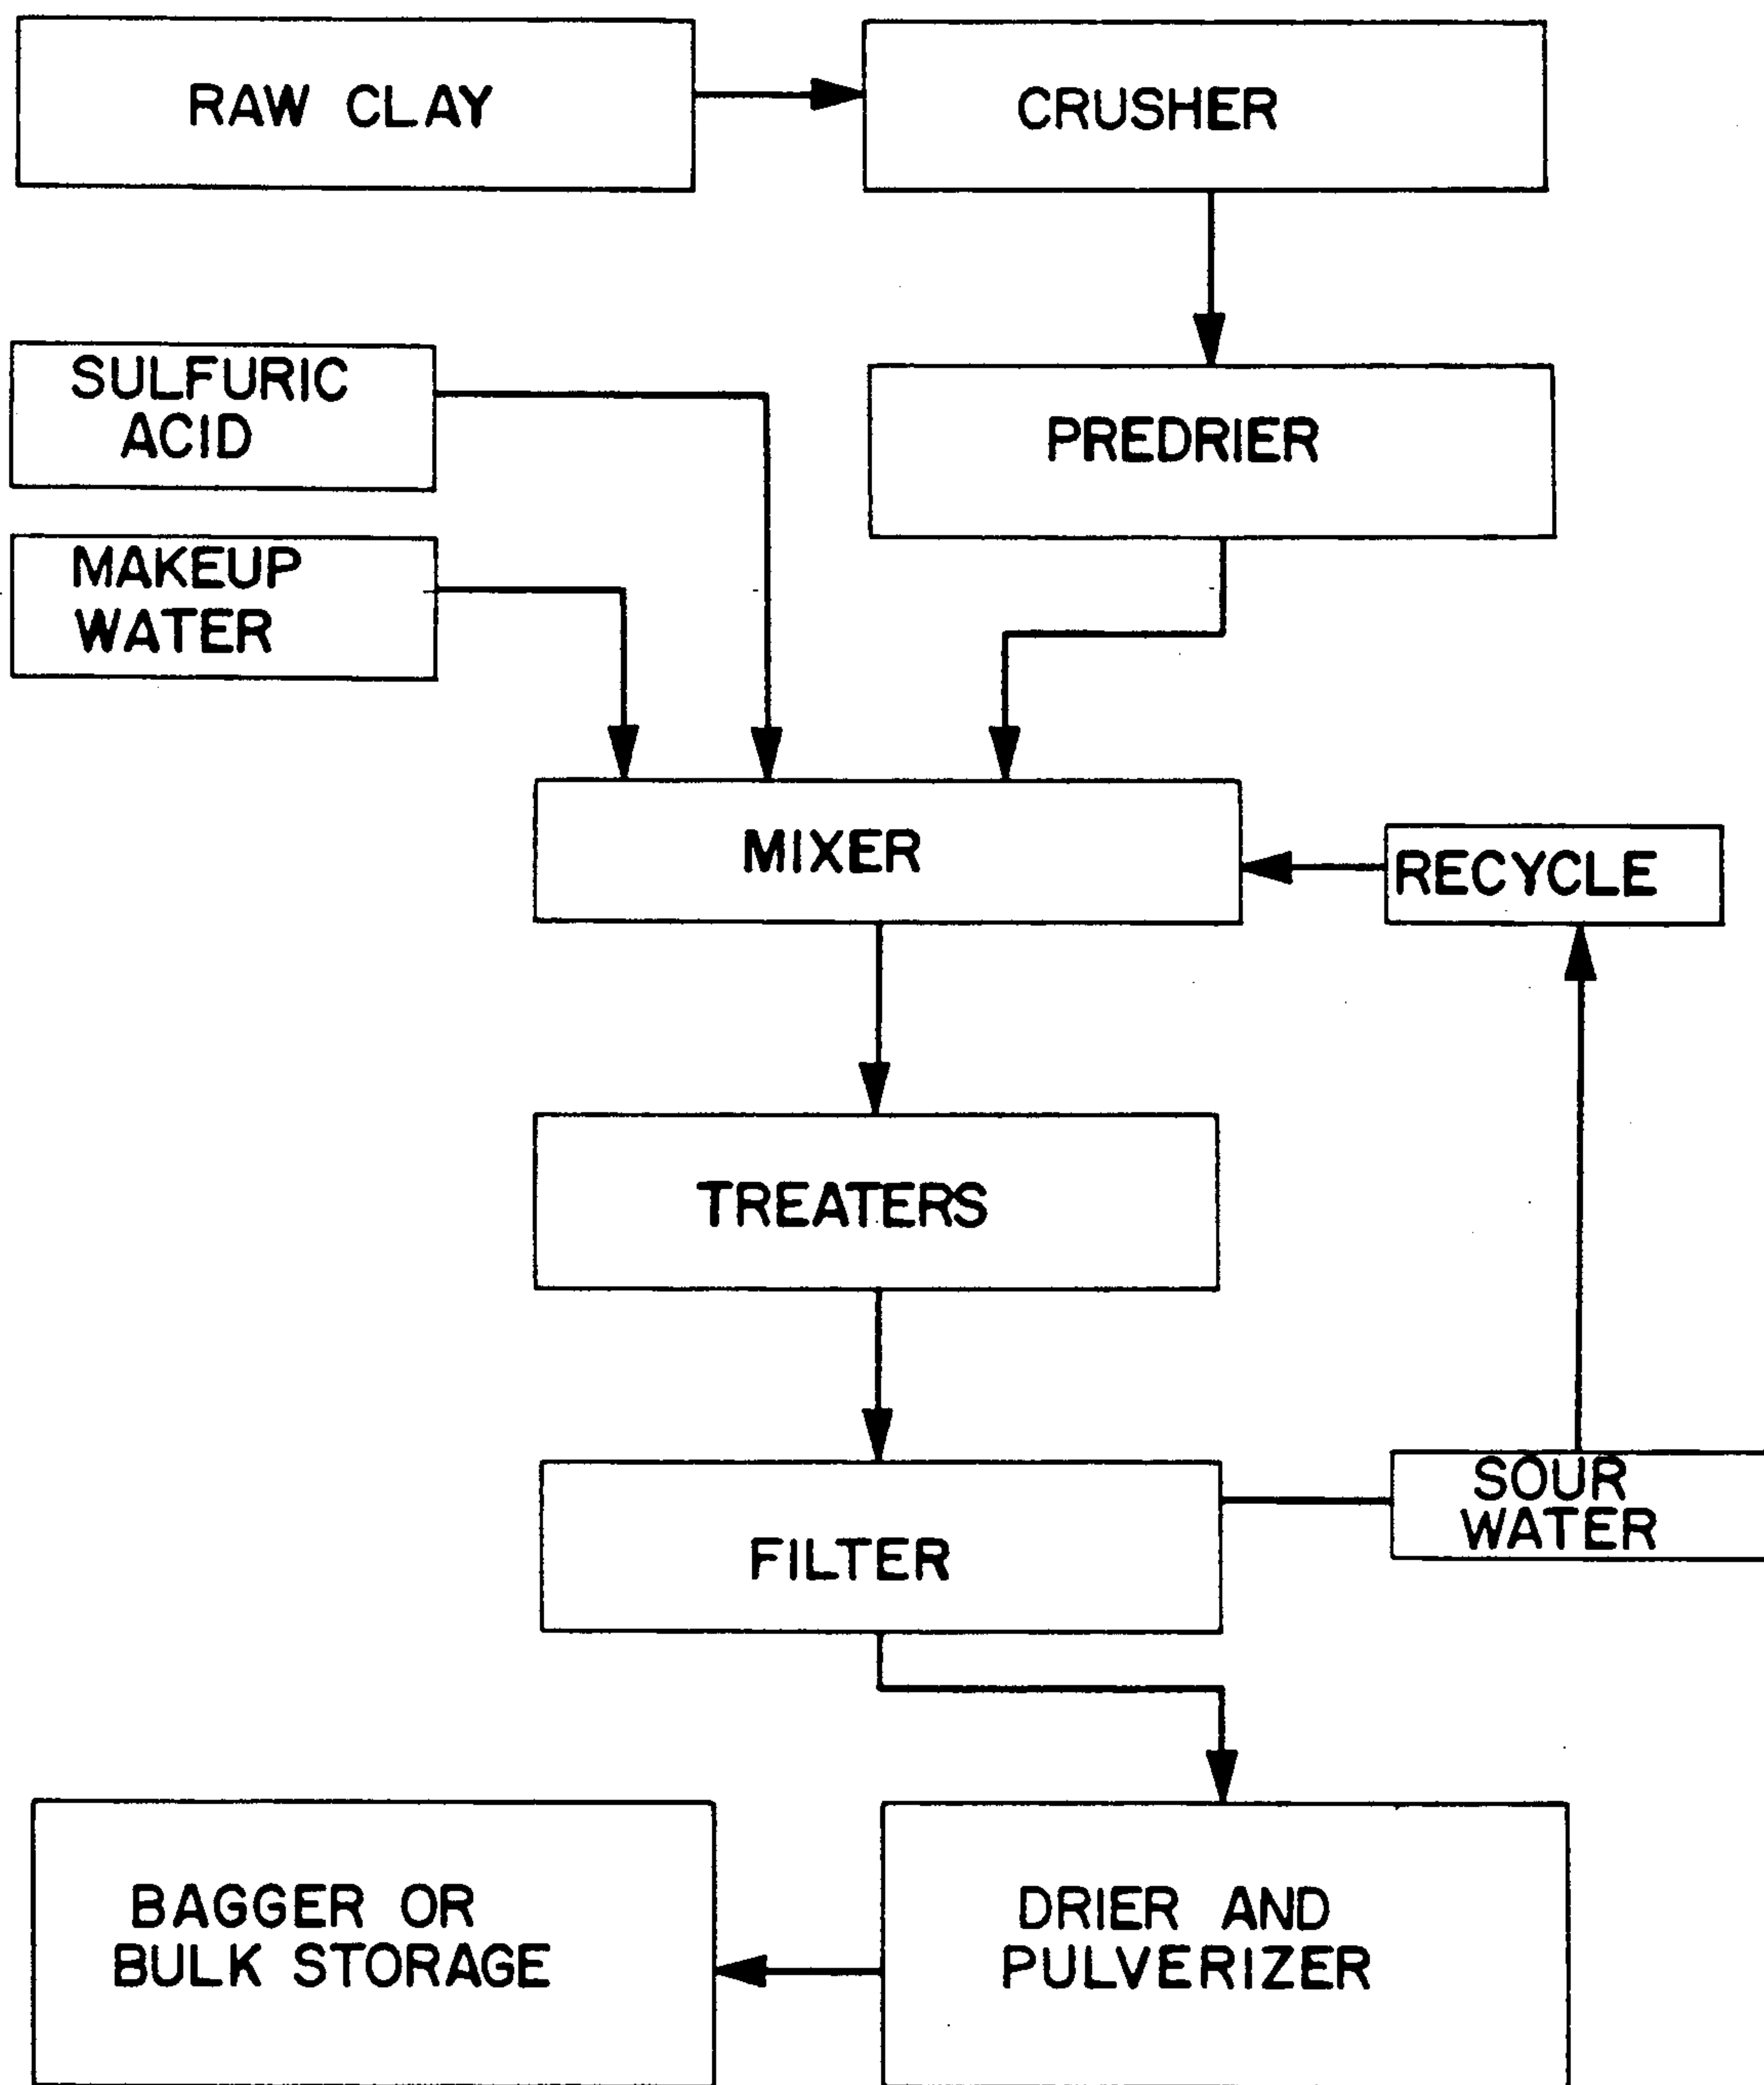 RAW CLAY
CRUSHER
SULFURIC
ACID
PREDRIER
MAKEUP
WATER
MIXER
RECYCLE
TREATERS
SOUR
WATER
FILTER
BAGGER OR
BULK STORAGE
DRIER AND
PULVERIZER